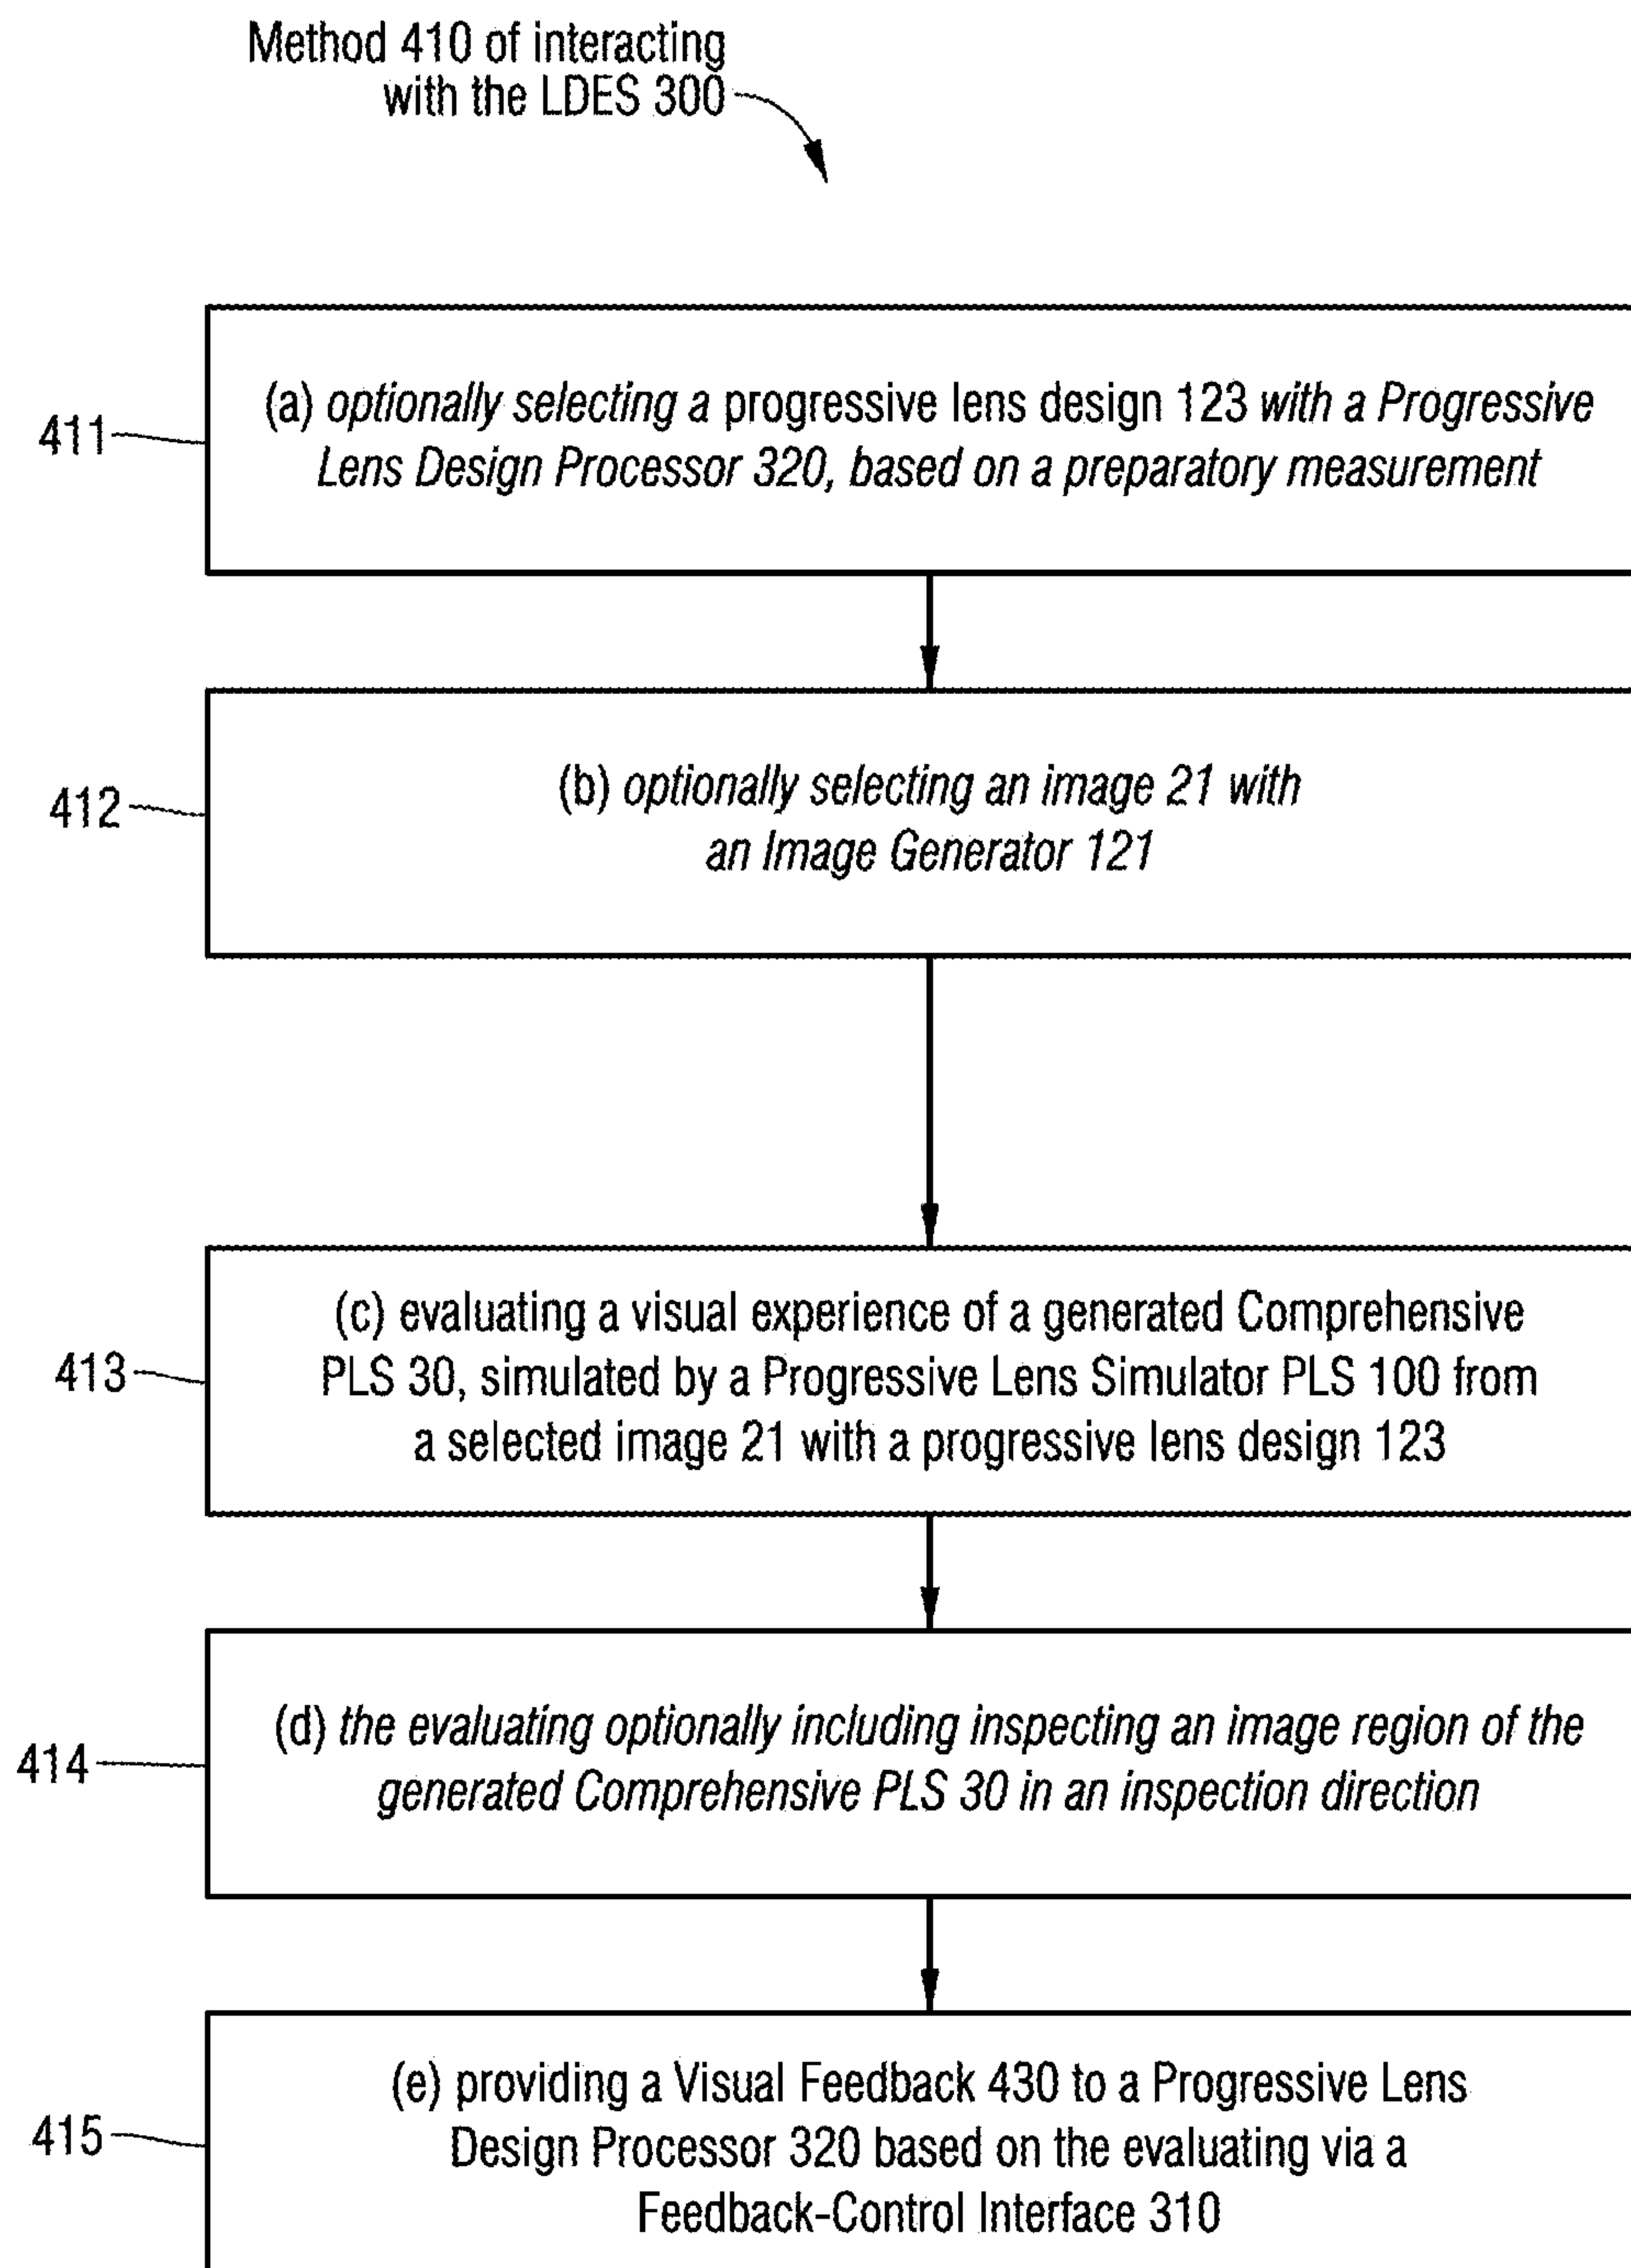 Method 410 of interacting
with the LDES 300
411
(a) optionally selecting a progressive lens design 123 with a Progressive
Lens Design Processor 320, based on a preparatory measurement
412
(b) optionally selecting an image 21 with
an Image Generator 121
413
(c) evaluating a visual experience of a generated Comprehensive
PLS 30, simulated by a Progressive Lens Simulator PLS 100 from
a selected image 21 with a progressive lens design 123
414
(d) the evaluating optionally including inspecting an image region of the
generated Comprehensive PLS 30 in an inspection direction
415
(e) providing a Visual Feedback 430 to a Progressive Lens
Design Processor 320 based on the evaluating via a
Feedback-Control Interface 310